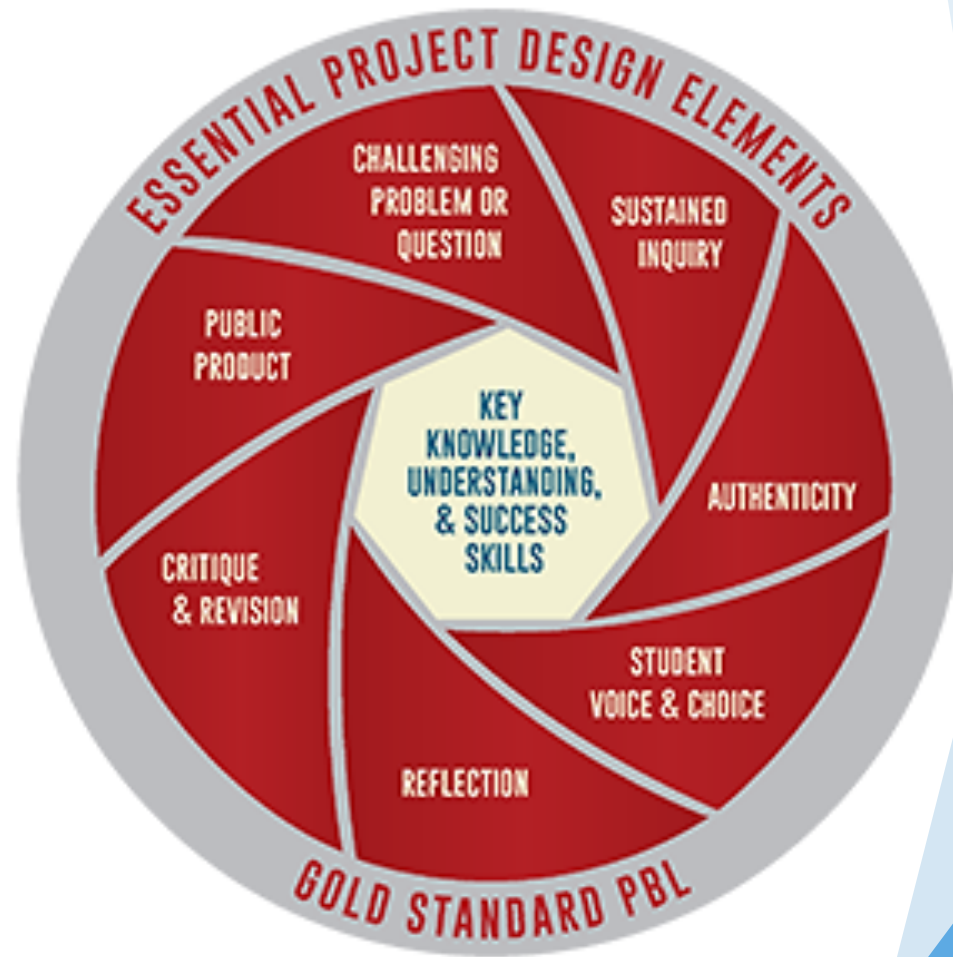 ESSENTIAL PROJECT DESIGN ELEMENTS
CHALLENGING
PROBLEM OR
QUESTION
SUSTAINED
INQUIRY
AUTHENTICITY
STUDENT
VOICE & CHOICE
REFLECTION
CRITIQUE
& REVISION
PUBLIC
PRODUCT
KEY
KNOWLEDGE,
UNDERSTANDING,
& SUCCESS
SKILLS
GOLD STANDARD PBL